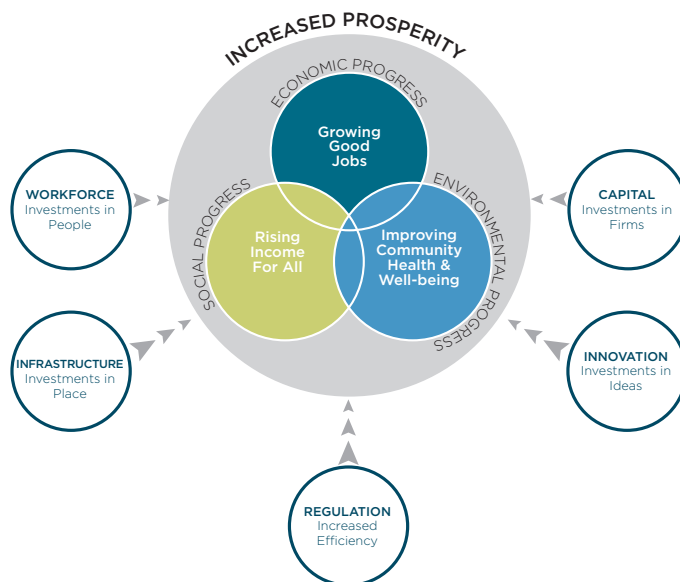 INCREASED PROSPERITY
ECONOMIC PROGRESS
Growing
Good
Jobs
SOCIAL PROGRESS
Rising
Income
For All
ENVIRONMENTAL PROGRESS
Improving
Community
Health &
Well-being
WORKFORCE
Investments in
People
CAPITAL
Investments in
Firms
INFRASTRUCTURE
Investments in
Place
INNOVATION
Investments in
Ideas
REGULATION
Increased
Efficiency